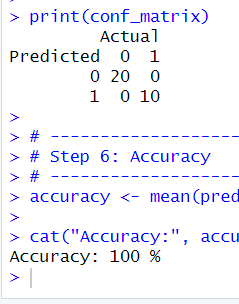 > print(conf_matrix)
Actual
Predicted 0 1
0 20 0
1 0 10
>
> # -------------------
> # Step 6: Accuracy
> # -------------------
> accuracy <- mean(pred
>
> cat("Accuracy:", accu
Accuracy: 100 %
>